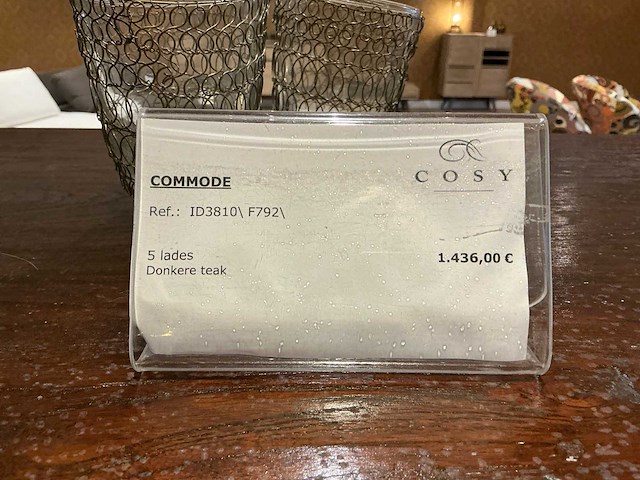 COSY
COMMODE
Ref.: ID3810\ F792\
5 lades
1.436,00 €
Donkere teak